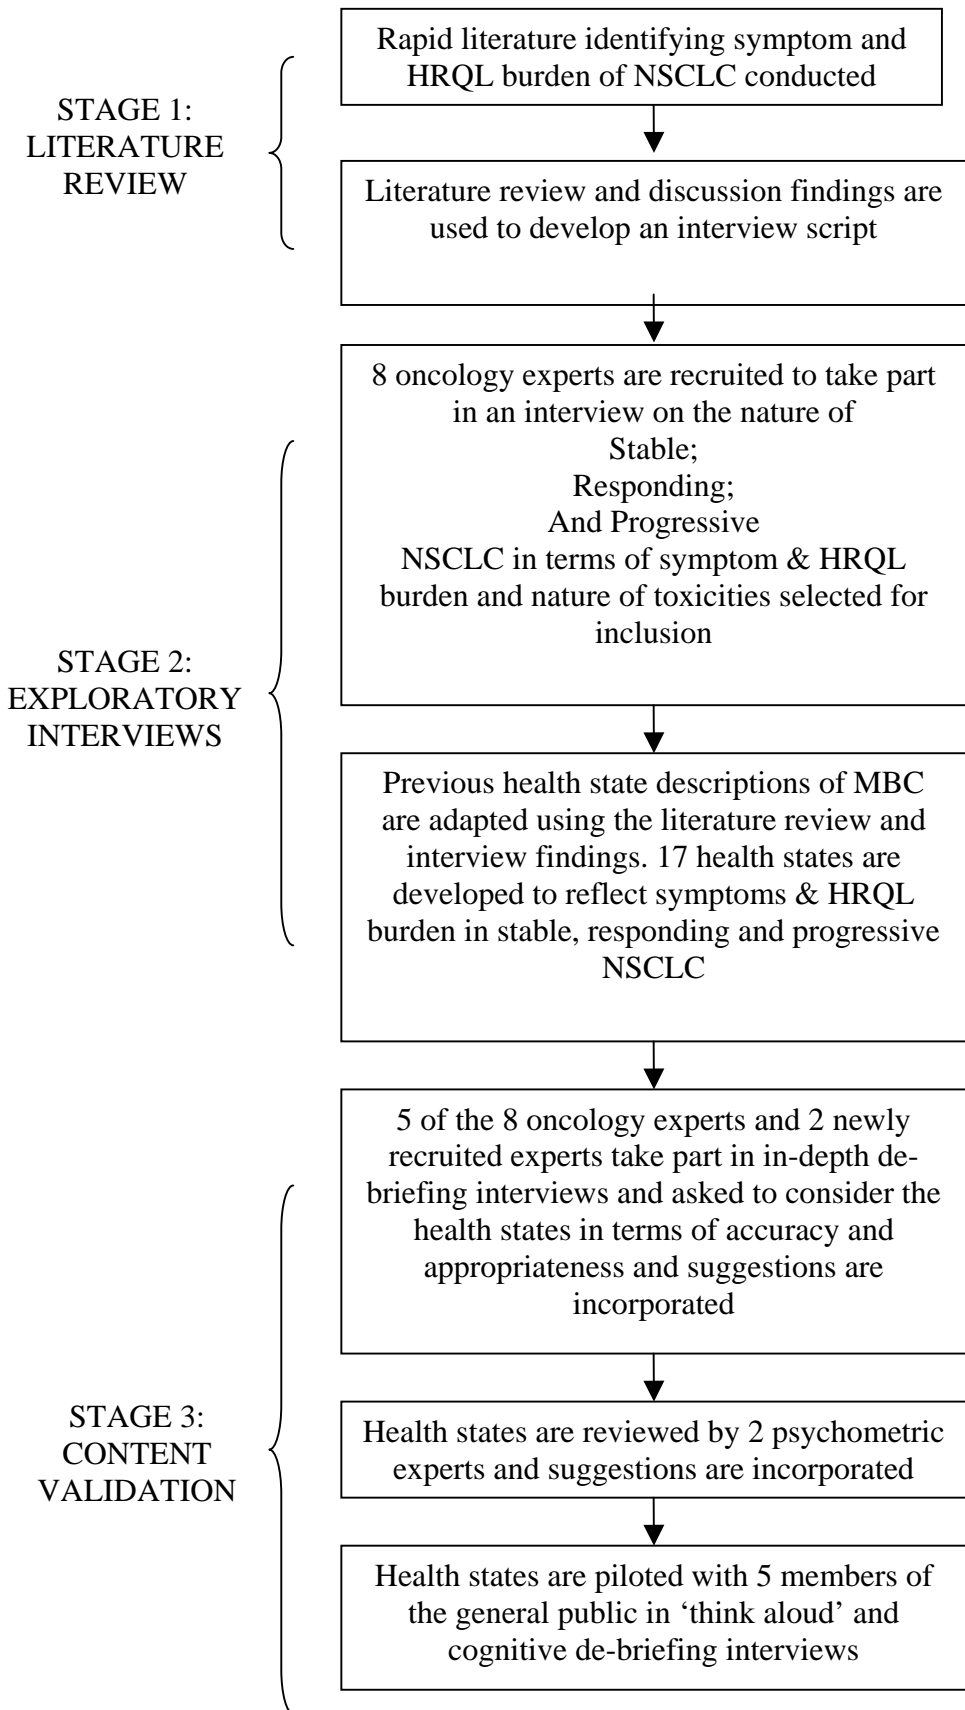 Rapid literature identifying symptom and
HRQL burden of NSCLC conducted
STAGE 1:
LITERATURE
REVIEW
Literature review and discussion findings are
used to develop an interview script
8 oncology experts are recruited to take part
in an interview on the nature of
Stable;
Responding;
And Progressive
NSCLC in terms of symptom & HRQL
burden and nature of toxicities selected for
inclusion
STAGE 2:
EXPLORATORY
INTERVIEWS
Previous health state descriptions of MBC
are adapted using the literature review and
interview findings. 17 health states are
developed to reflect symptoms & HRQL
burden in stable, responding and progressive
NSCLC
5 of the 8 oncology experts and 2 newly
recruited experts take part in in-depth de-
briefing interviews and asked to consider the
health states in terms of accuracy and
appropriateness and suggestions are
incorporated
STAGE 3:
CONTENT
VALIDATION
Health states are reviewed by 2 psychometric
experts and suggestions are incorporated
Health states are piloted with 5 members of
the general public in ‘think aloud’ and
cognitive de-briefing interviews